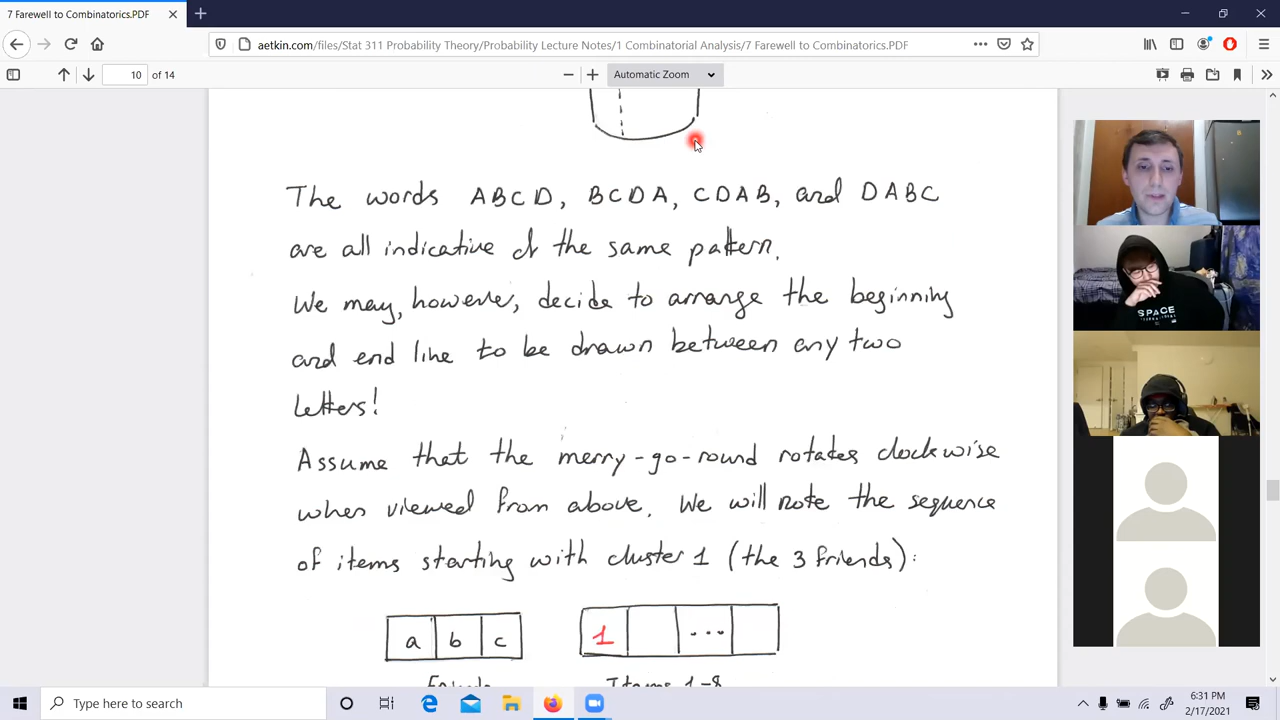 7 Farewell to Combinatorics.PDF
aetkin.com/files/Stat 311 Probability Theory/Probability Lecture Notes/1 Combinatorial Analysis/7 Farewell to Combinatorics.PDF
10 of 14
Automatic Zoom
The words ABCD, BCDA, CDAB, and DABC
are all indicative of the same pattern.
We may, however, decide to arrange the beginning
and end line to be drawn between any two
letters!
Assume that the merry-go-round rotates clockwise
when viewed from above. We will note the sequence
of items starting with cluster 1 (the 3 friends):
a b c 1 ...
Items 1-8
SPACE
Type here to search
6:31 PM
2/17/2021